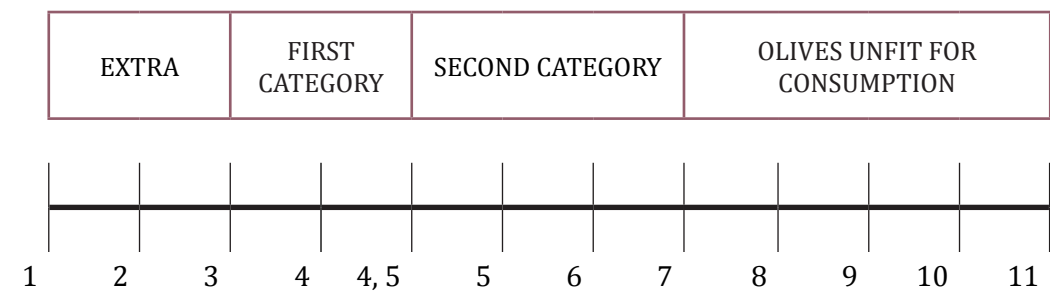 EXTRA
FIRST
CATEGORY
SECOND CATEGORY
OLIVES UNFIT FOR
CONSUMPTION
1 2 3 4 4, 5 5 6 7 8 9 10 11